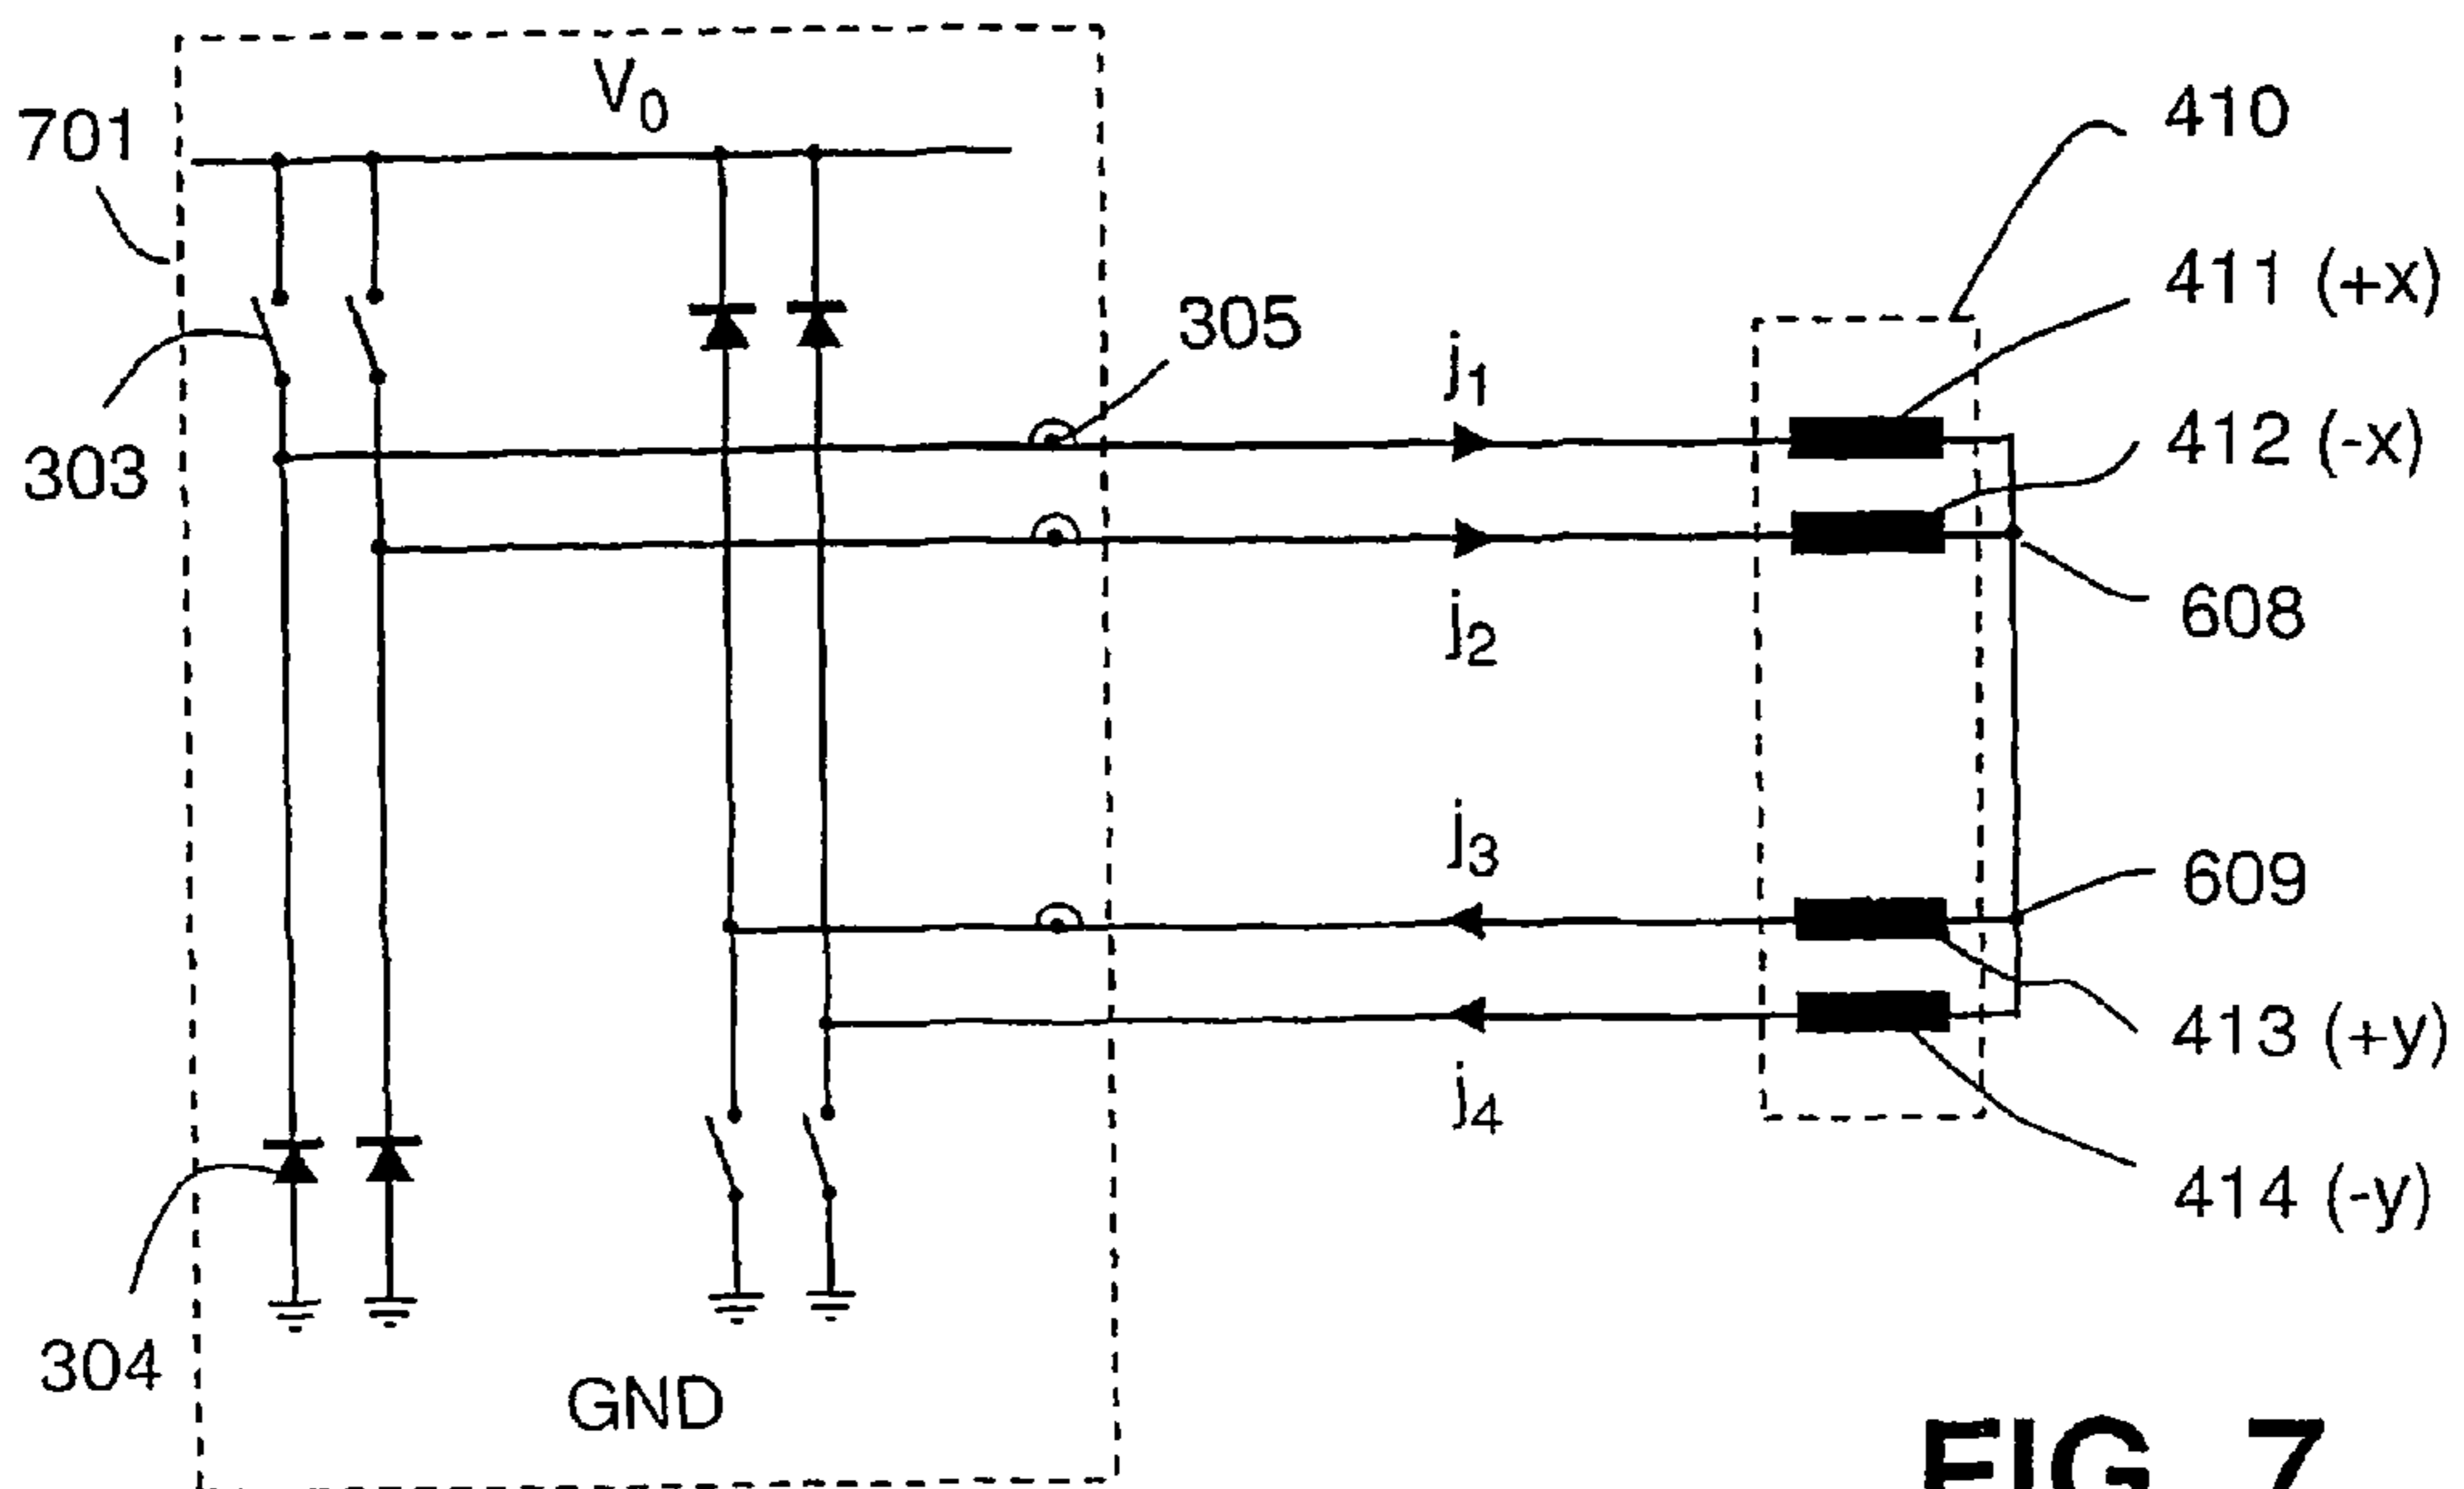 V0
701
410
411 (+x)
305
j1
412 (-x)
303
j2
608
j3
609
413 (+y)
j4
414 (-y)
304
GND
FIG 7